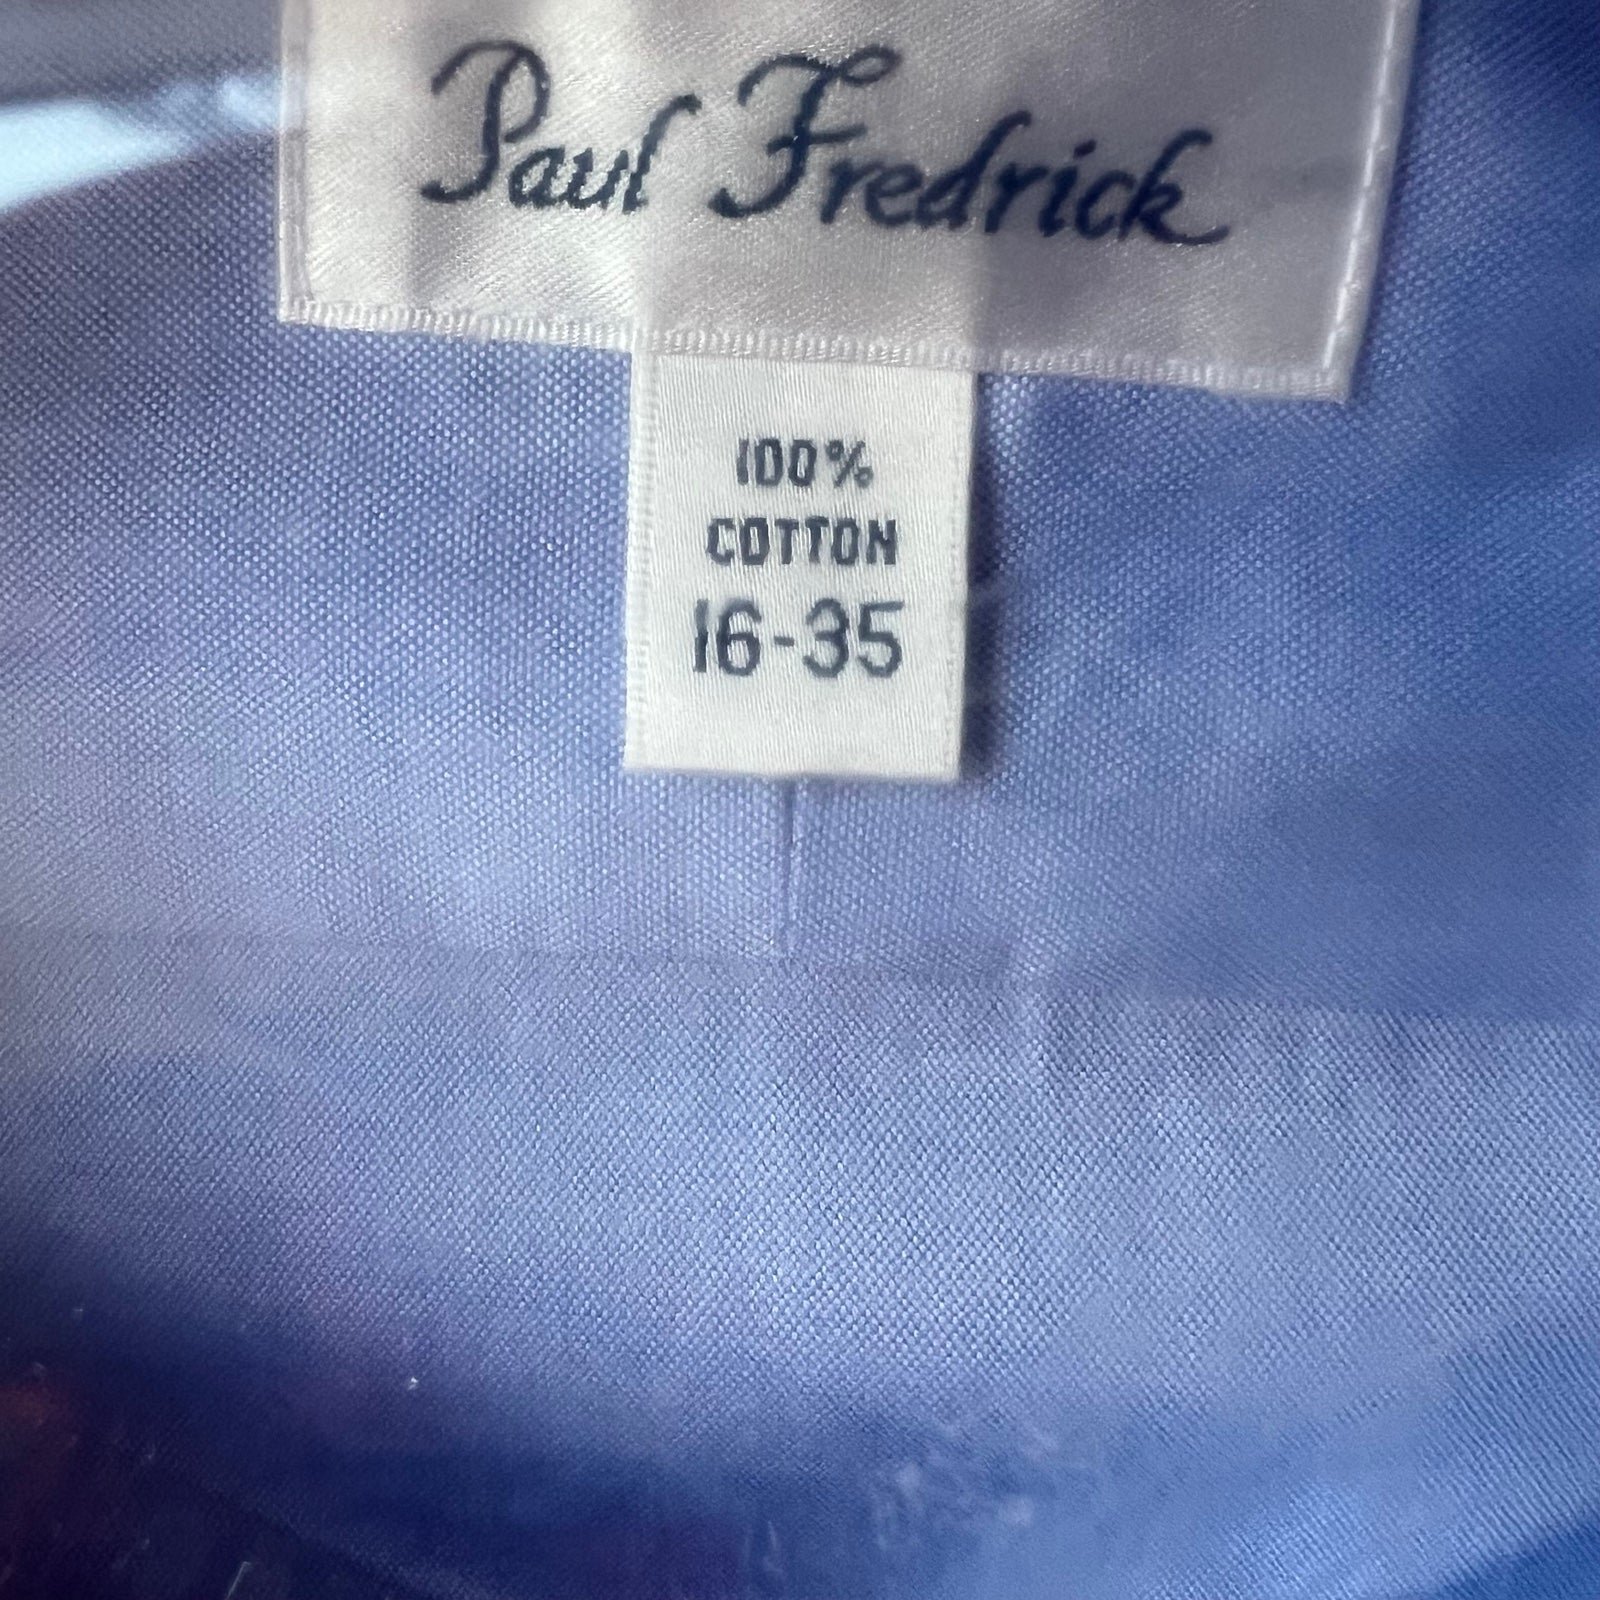 Paul Fredrick
100%
COTTON
16-35